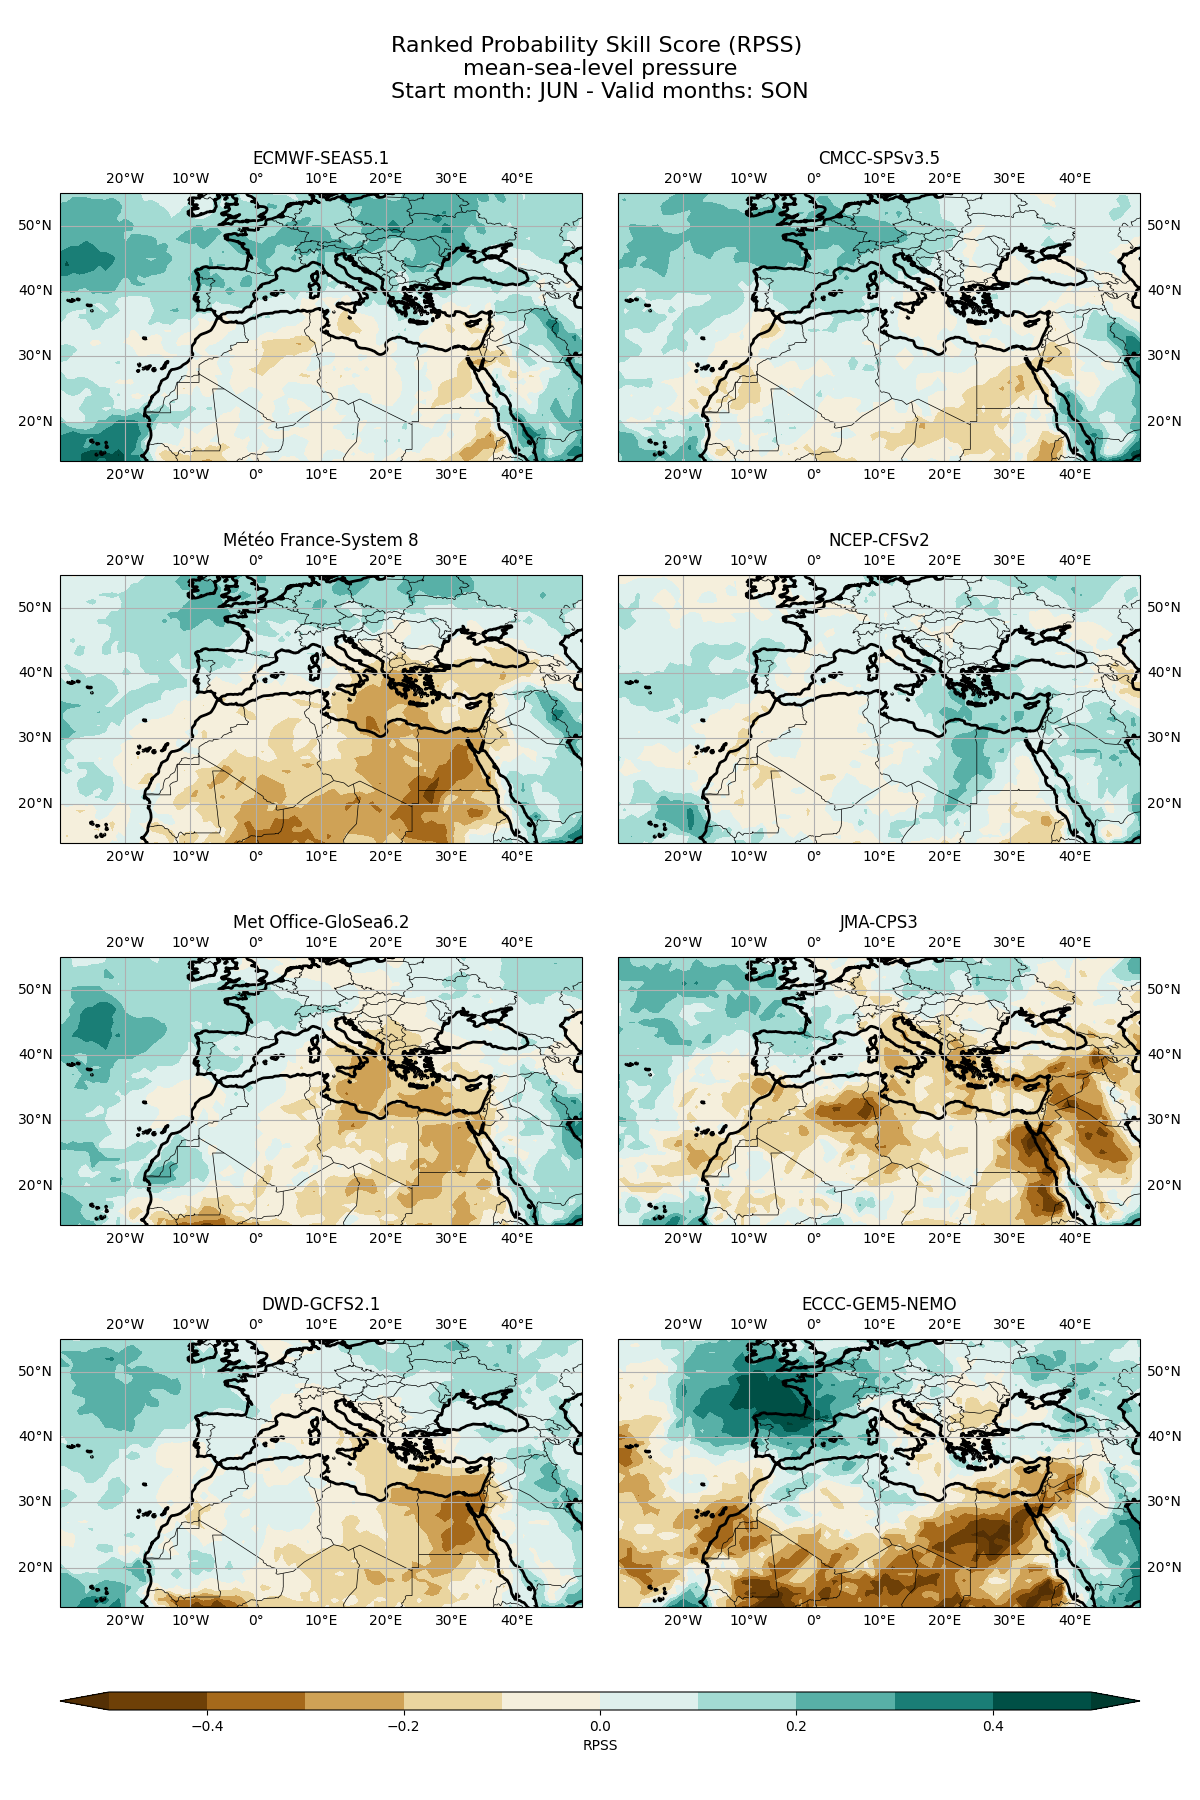 Ranked Probability Skill Score (RPSS)
mean-sea-level pressure
Start month: JUN - Valid months: SON
ECMWF-SEAS5.1
20°W 10°W 0° 10°E 20°E 30°E 40°E
50°N
40°N
30°N
20°N
20°W 10°W 0° 10°E 20°E 30°E 40°E
CMCC-SPSv3.5
20°W 10°W 0° 10°E 20°E 30°E 40°E
50°N
40°N
30°N
20°N
20°W 10°W 0° 10°E 20°E 30°E 40°E
Météo France-System 8
20°W 10°W 0° 10°E 20°E 30°E 40°E
50°N
40°N
30°N
20°N
20°W 10°W 0° 10°E 20°E 30°E 40°E
NCEP-CFSv2
20°W 10°W 0° 10°E 20°E 30°E 40°E
50°N
40°N
30°N
20°N
20°W 10°W 0° 10°E 20°E 30°E 40°E
Met Office-GloSea6.2
20°W 10°W 0° 10°E 20°E 30°E 40°E
50°N
40°N
30°N
20°N
20°W 10°W 0° 10°E 20°E 30°E 40°E
JMA-CPS3
20°W 10°W 0° 10°E 20°E 30°E 40°E
50°N
40°N
30°N
20°N
20°W 10°W 0° 10°E 20°E 30°E 40°E
DWD-GCFS2.1
20°W 10°W 0° 10°E 20°E 30°E 40°E
50°N
40°N
30°N
20°N
20°W 10°W 0° 10°E 20°E 30°E 40°E
ECCC-GEM5-NEMO
20°W 10°W 0° 10°E 20°E 30°E 40°E
50°N
40°N
30°N
20°N
20°W 10°W 0° 10°E 20°E 30°E 40°E
−0.4 −0.2 0.0 0.2 0.4
RPSS